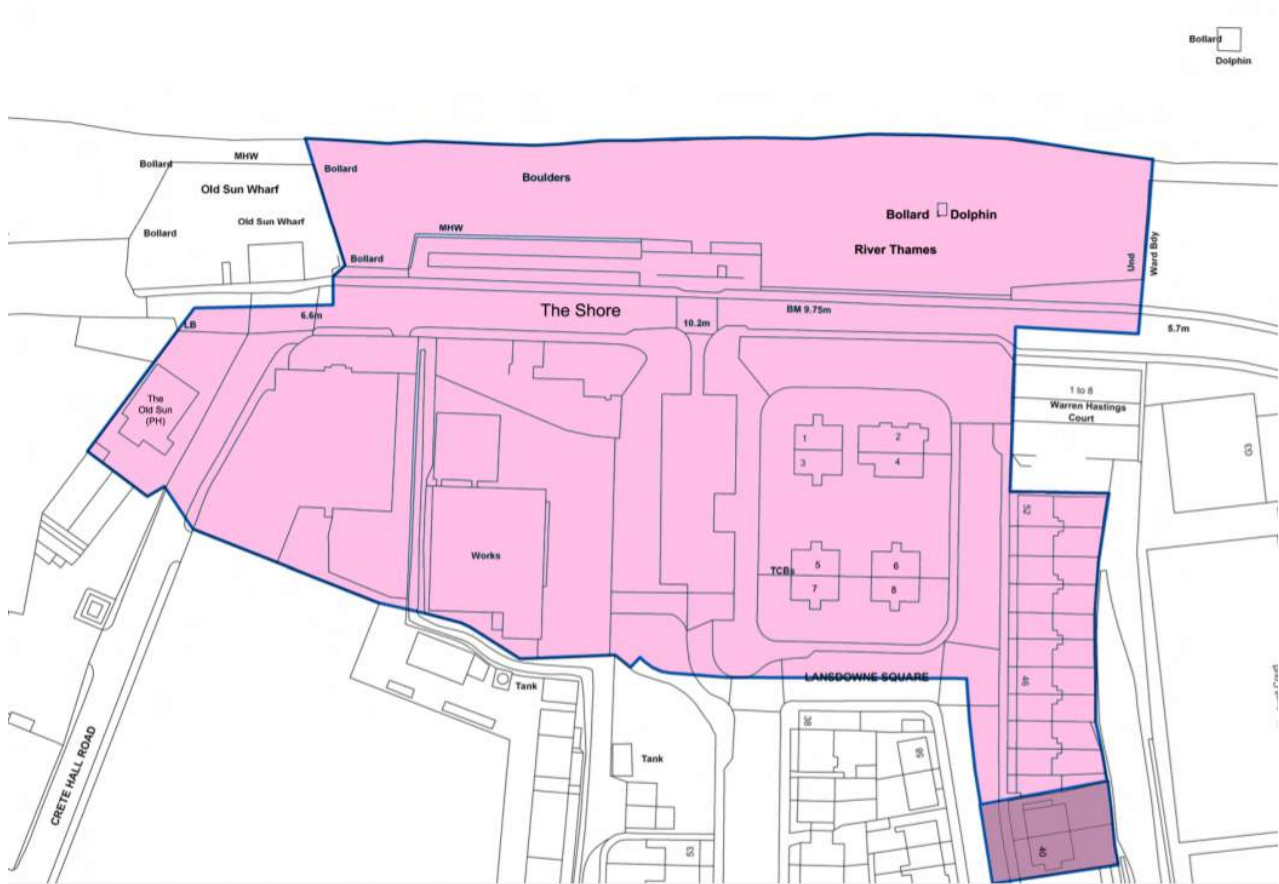 Bollard
Dolphin
Bollard
MHW
Old Sun Wharf
Old Sun Wharf
Bollard
Bollard
Boulders
Bollard Dolphin
River Thames
MHW
Bollard
Und
Ward Bdy
The Shore
6.6m
10.2m
BM 9.75m
5.7m
LB
The
Old Sun
(PH)
1 to 8
Warren Hastings
Court
1
2
3
4
Works
TCBs
5
6
7
8
52
46
LANSDOWNE SQUARE
Tank
Tank
CRETE HALL ROAD
38
53
40